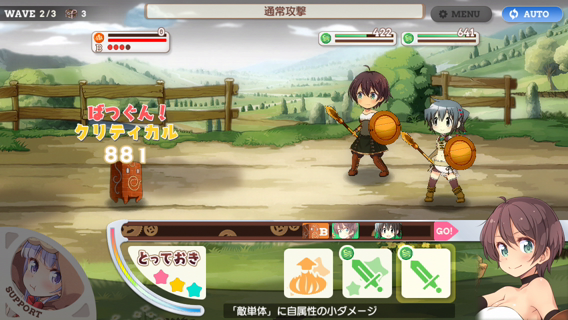 WAVE 2/3 3
通常攻撃
MENU
AUTO
0
B
422
641
ばつぐん！
クリティカル
881
B
GO!
とっておき
SUPPORT
「敵単体」に自属性の小ダメージ